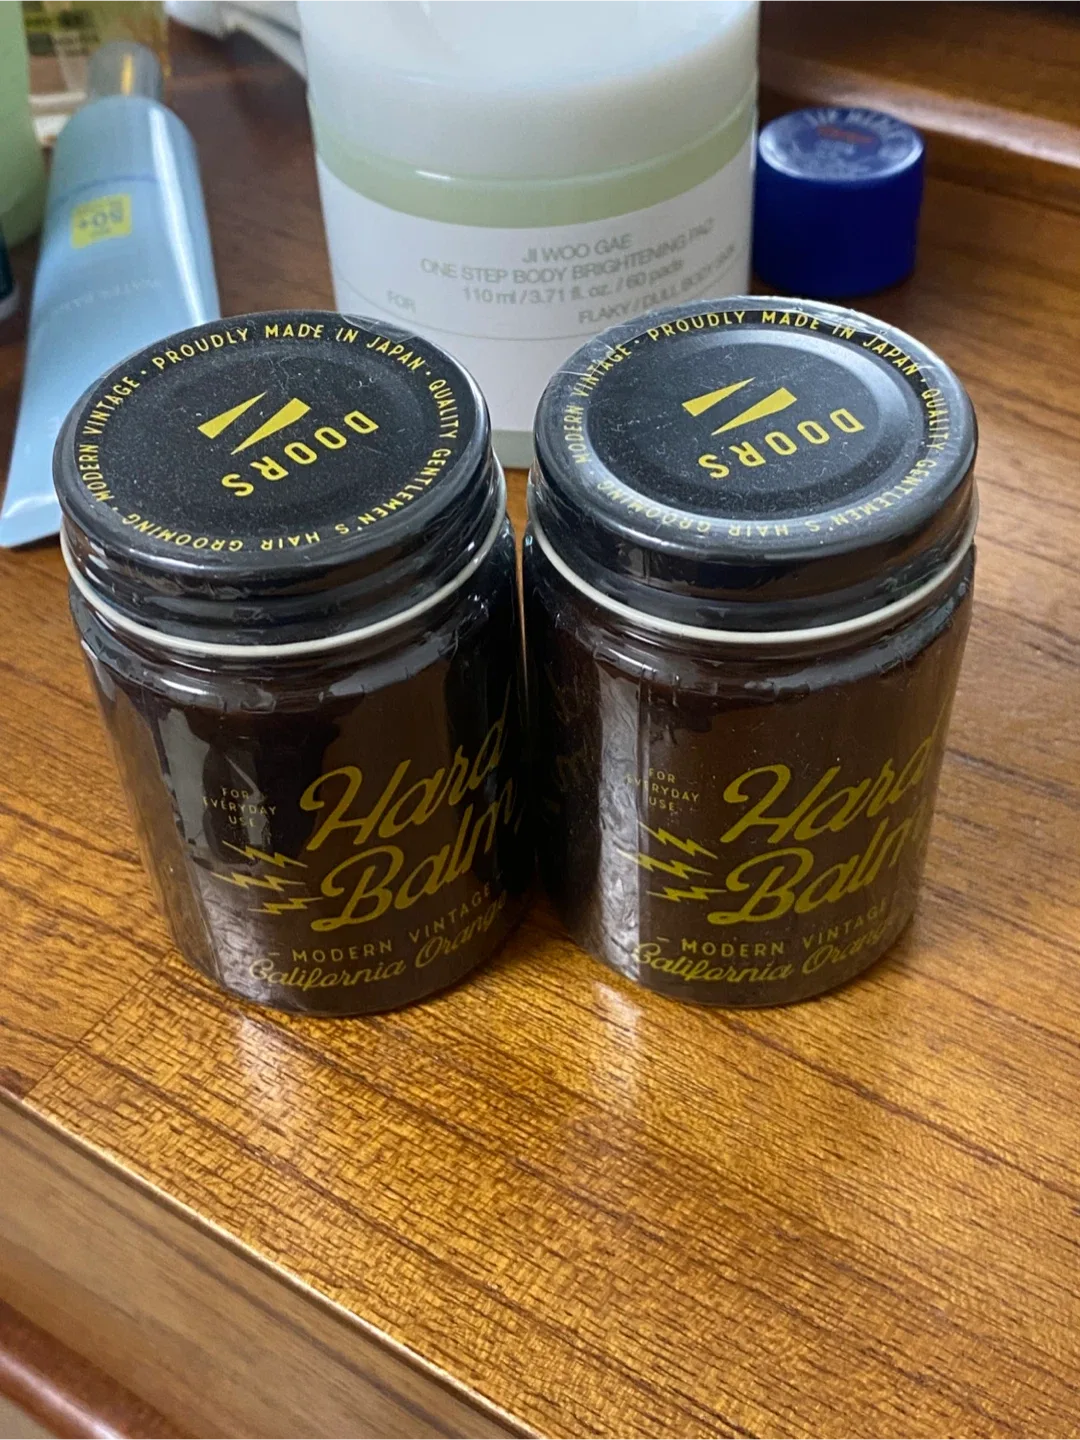 50+
JI WOO GAE
ONE STEP BODY BRIGHTENING PAD
110 ml / 3.71 fl. oz. / 60 pads
FOR
FLAKY / DULL BODY SKIN
MODERN VINTAGE · PROUDLY MADE IN JAPAN · QUALITY GENTLEMEN'S HAIR GROOMING ·
DOORS
FOR
EVERYDAY
USE
Hard
Balm
- MODERN VINTAGE
California Orange
MODERN VINTAGE · PROUDLY MADE IN JAPAN · QUALITY GENTLEMEN'S HAIR GROOMING ·
DOORS
FOR
EVERYDAY
USE
Hard
Balm
- MODERN VINTAGE
California Orange